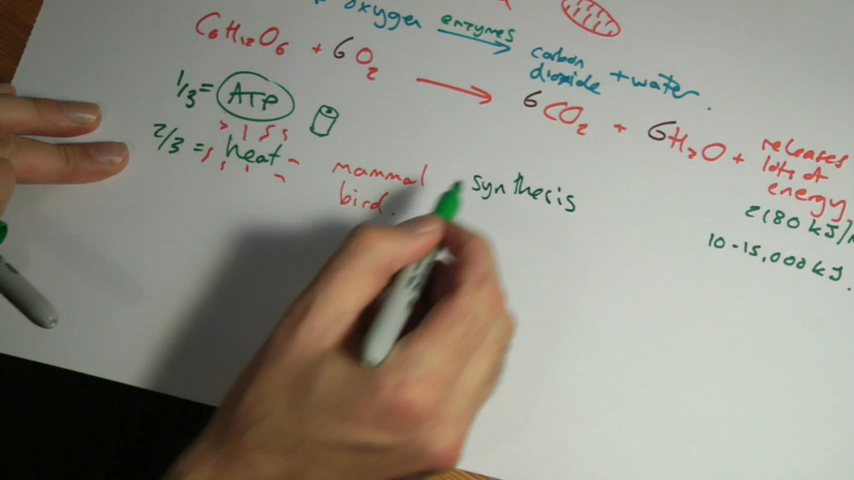 + oxygen enzymes carbon dioxide + water.
C6H12O6 + 6O2 → 6CO2 + 6H2O + releases lots of energy
1/3 = ATP
2/3 = heat
mammal
bird.
synthesis
2180 kJ/
10-15,000 kJ.